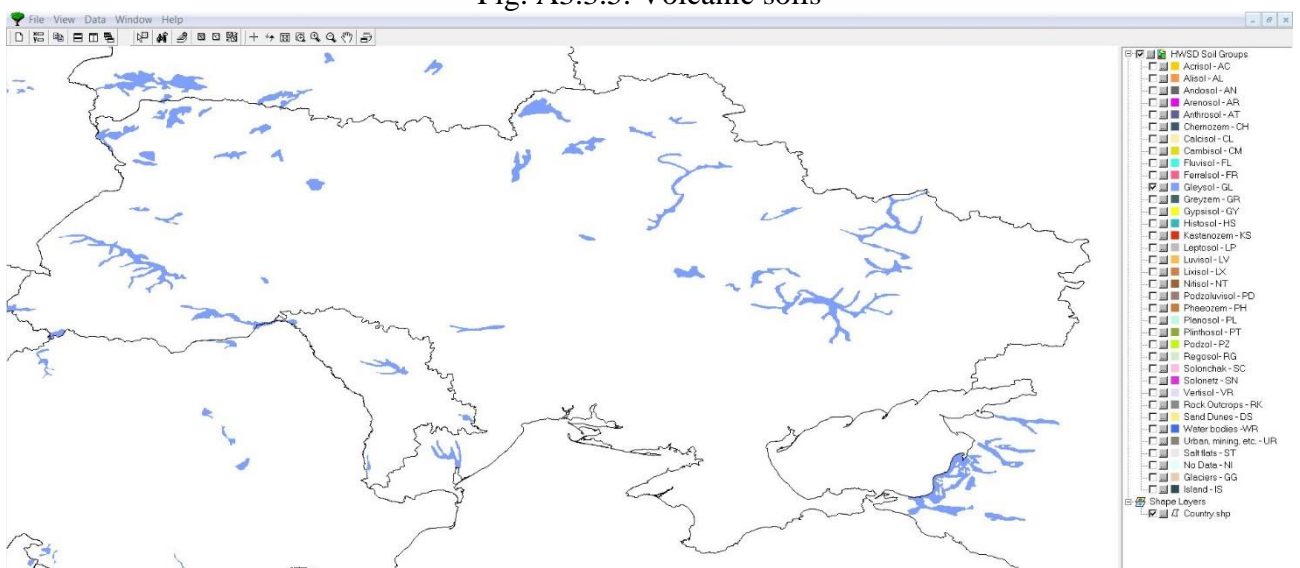 Fig. A3.3.3. Volcanic soils
File View Data Window Help
HWSD Soil Groups
Acrisol - AC
Alisol - AL
Andosol - AN
Arenosol - AR
Anthrosol - AT
Chernozem - CH
Calcisol - CL
Cambisol - CM
Fluvisol - FL
Ferralsol - FR
Gleysol - GL
Greyzem - GR
Gypsisol - GY
Histosol - HS
Kastanozem - KS
Leptosol - LP
Luvisol - LV
Lixisol - LX
Nitisol - NT
Podzoluvisol - PD
Phaeozem - PH
Planosol - PL
Plinthosol - PT
Podzol - PZ
Regosol - RG
Solonchak - SC
Solonetz - SN
Vertisol - VR
Rock Outcrops - RK
Sand Dunes - DS
Water bodies -WR
Urban, mining, etc. - UR
Salt flats - ST
No Data - NI
Glaciers - GG
Island - IS
Shape Layers
Country.shp